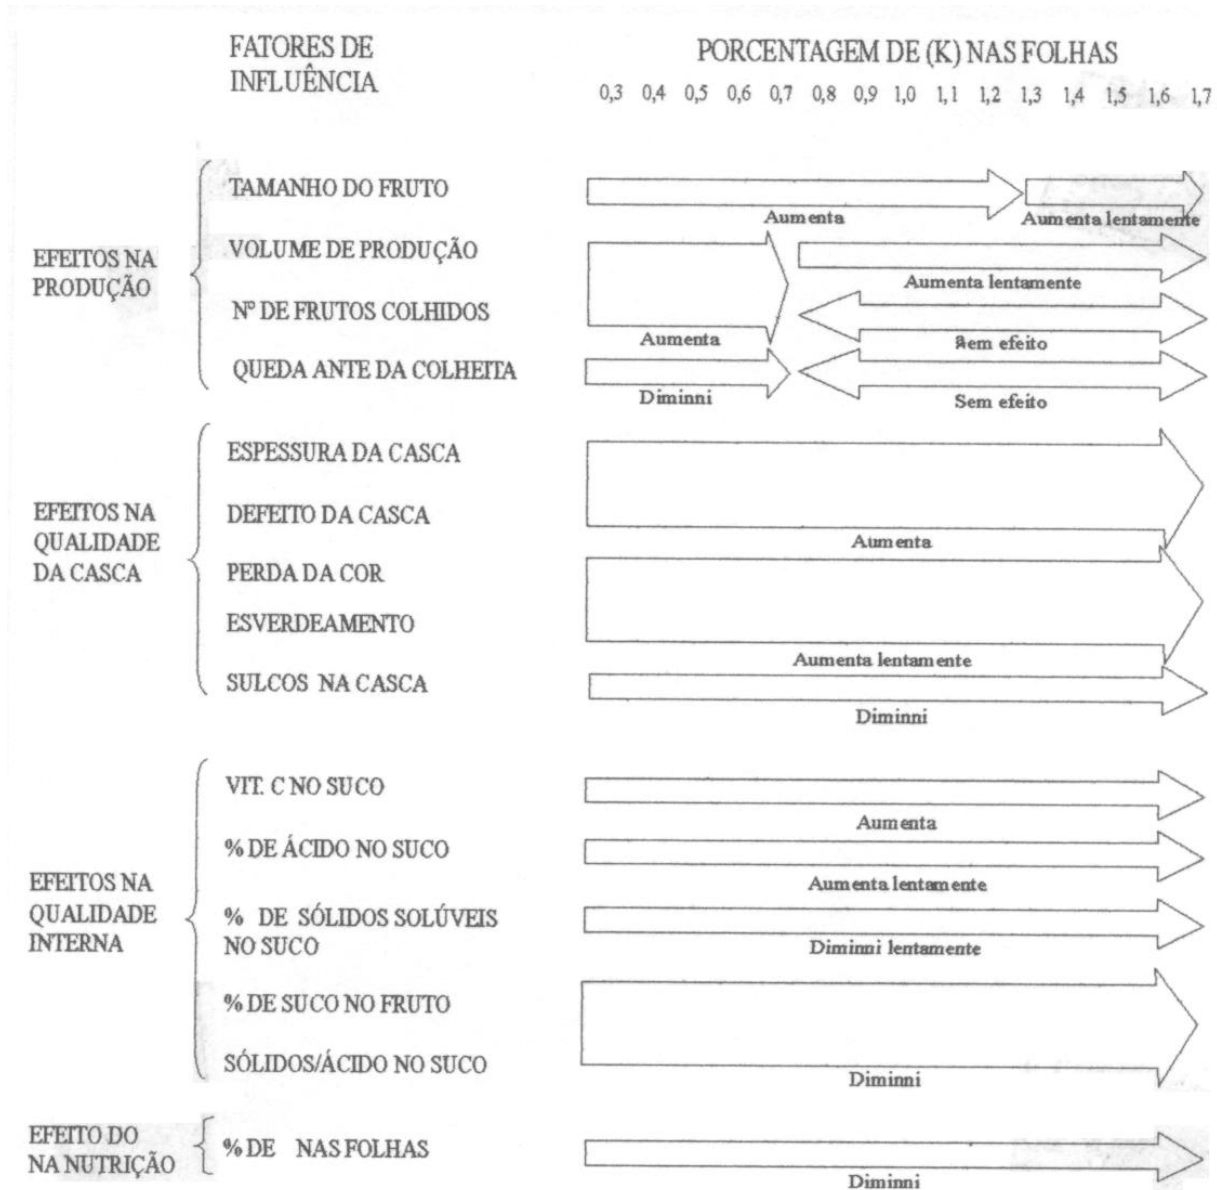 FATORES DE
INFLUÊNCIA
PORCENTAGEM DE (K) NAS FOLHAS
0,3 0,4 0,5 0,6 0,7 0,8 0,9 1,0 1,1 1,2 1,3 1,4 1,5 1,6 1,7
EFEITOS NA
PRODUÇÃO
TAMANHO DO FRUTO
Aumenta
Aumenta lentamente
VOLUME DE PRODUÇÃO
Aumenta lentamente
Nº DE FRUTOS COLHIDOS
Aumenta
Sem efeito
QUEDA ANTE DA COLHEITA
Diminni
Sem efeito
EFEITOS NA
QUALIDADE
DA CASCA
ESPESSURA DA CASCA
DEFEITO DA CASCA
Aumenta
PERDA DA COR
ESVERDEAMENTO
Aumenta lentamente
SULCOS NA CASCA
Diminni
EFEITOS NA
QUALIDADE
INTERNA
VIT. C NO SUCO
Aumenta
% DE ÁCIDO NO SUCO
Aumenta lentamente
% DE SÓLIDOS SOLÚVEIS
NO SUCO
Diminni lentamente
% DE SUCO NO FRUTO
SÓLIDOS/ÁCIDO NO SUCO
Diminni
EFEITO DO
NA NUTRIÇÃO
% DE NAS FOLHAS
Diminni